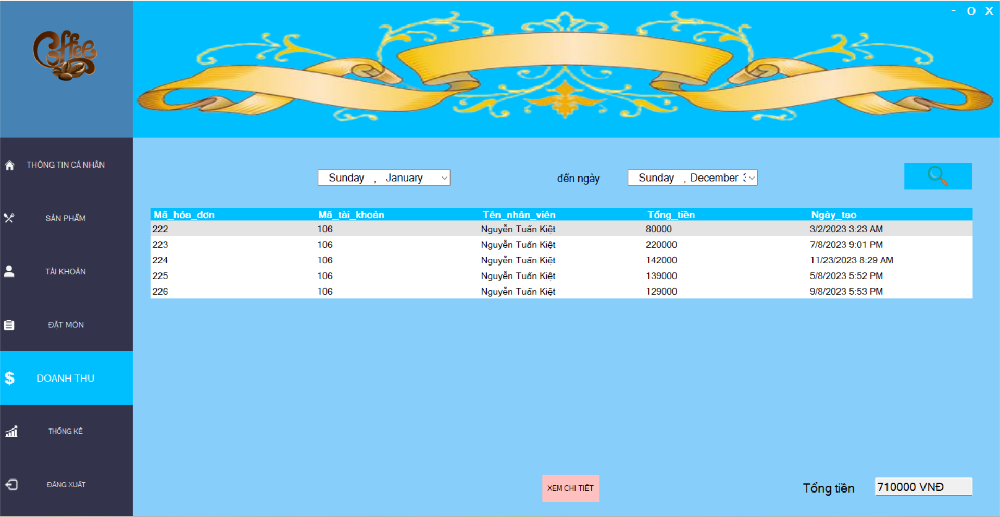 Coffee
- O X
THÔNG TIN CÁ NHÂN
SẢN PHẨM
TÀI KHOẢN
ĐẶT MÓN
DOANH THU
THỐNG KÊ
ĐĂNG XUẤT
Sunday , January
đến ngày
Sunday , December
Mã_hóa_đơn Mã_tài_khoản Tên_nhân_viên Tổng_tiền Ngày_tạo
222 106 Nguyễn Tuấn Kiệt 80000 3/2/2023 3:23 AM
223 106 Nguyễn Tuấn Kiệt 220000 7/8/2023 9:01 PM
224 106 Nguyễn Tuấn Kiệt 142000 11/23/2023 8:29 AM
225 106 Nguyễn Tuấn Kiệt 139000 5/8/2023 5:52 PM
226 106 Nguyễn Tuấn Kiệt 129000 9/8/2023 5:53 PM
XEM CHI TIẾT
Tổng tiền 710000 VNĐ